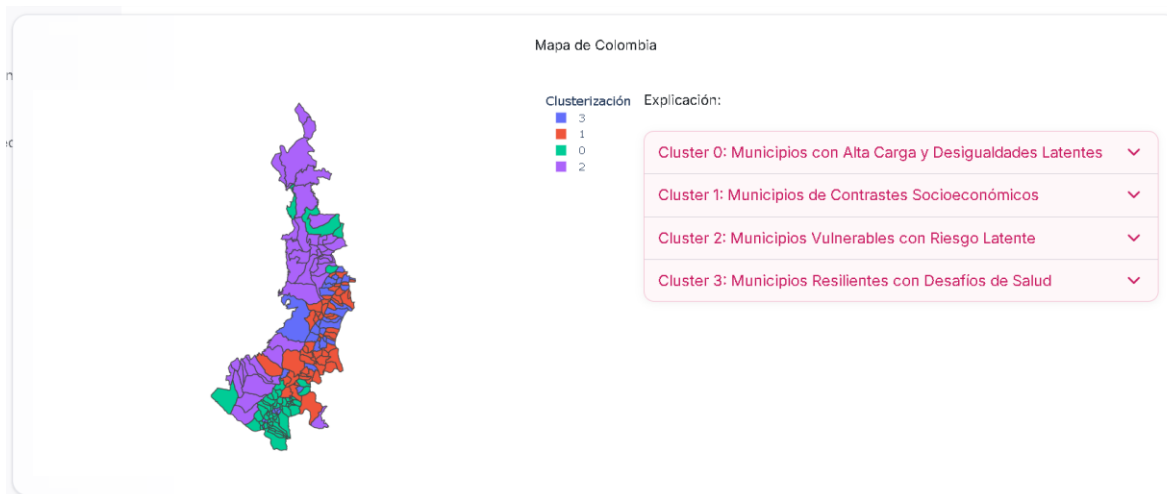 Mapa de Colombia
Clusterización
3
1
0
2
Explicación:
Cluster 0: Municipios con Alta Carga y Desigualdades Latentes
Cluster 1: Municipios de Contrastes Socioeconómicos
Cluster 2: Municipios Vulnerables con Riesgo Latente
Cluster 3: Municipios Resilientes con Desafíos de Salud